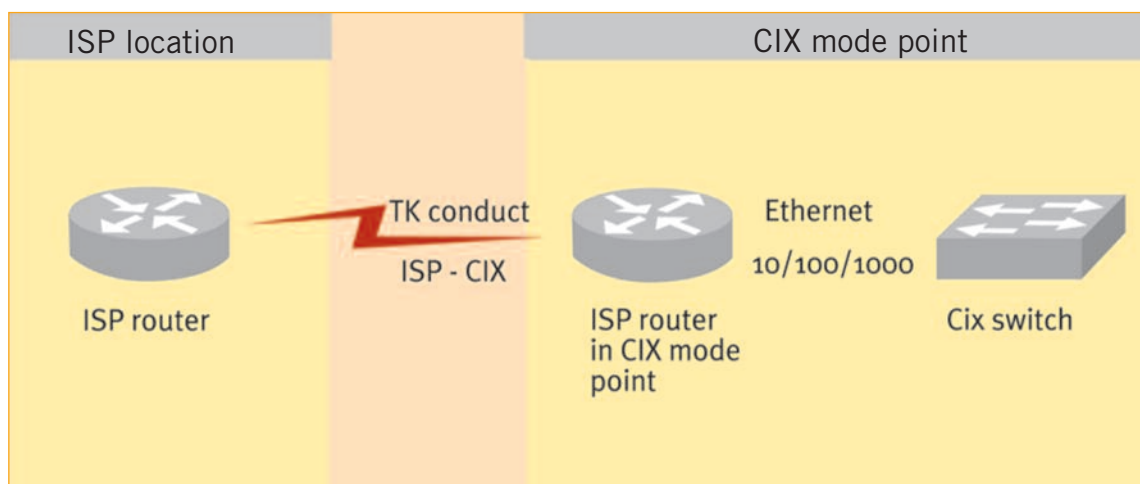 ISP location
CIX mode point
TK conduct
ISP - CIX
Ethernet
10/100/1000
ISP router
ISP router
in CIX mode
point
Cix switch